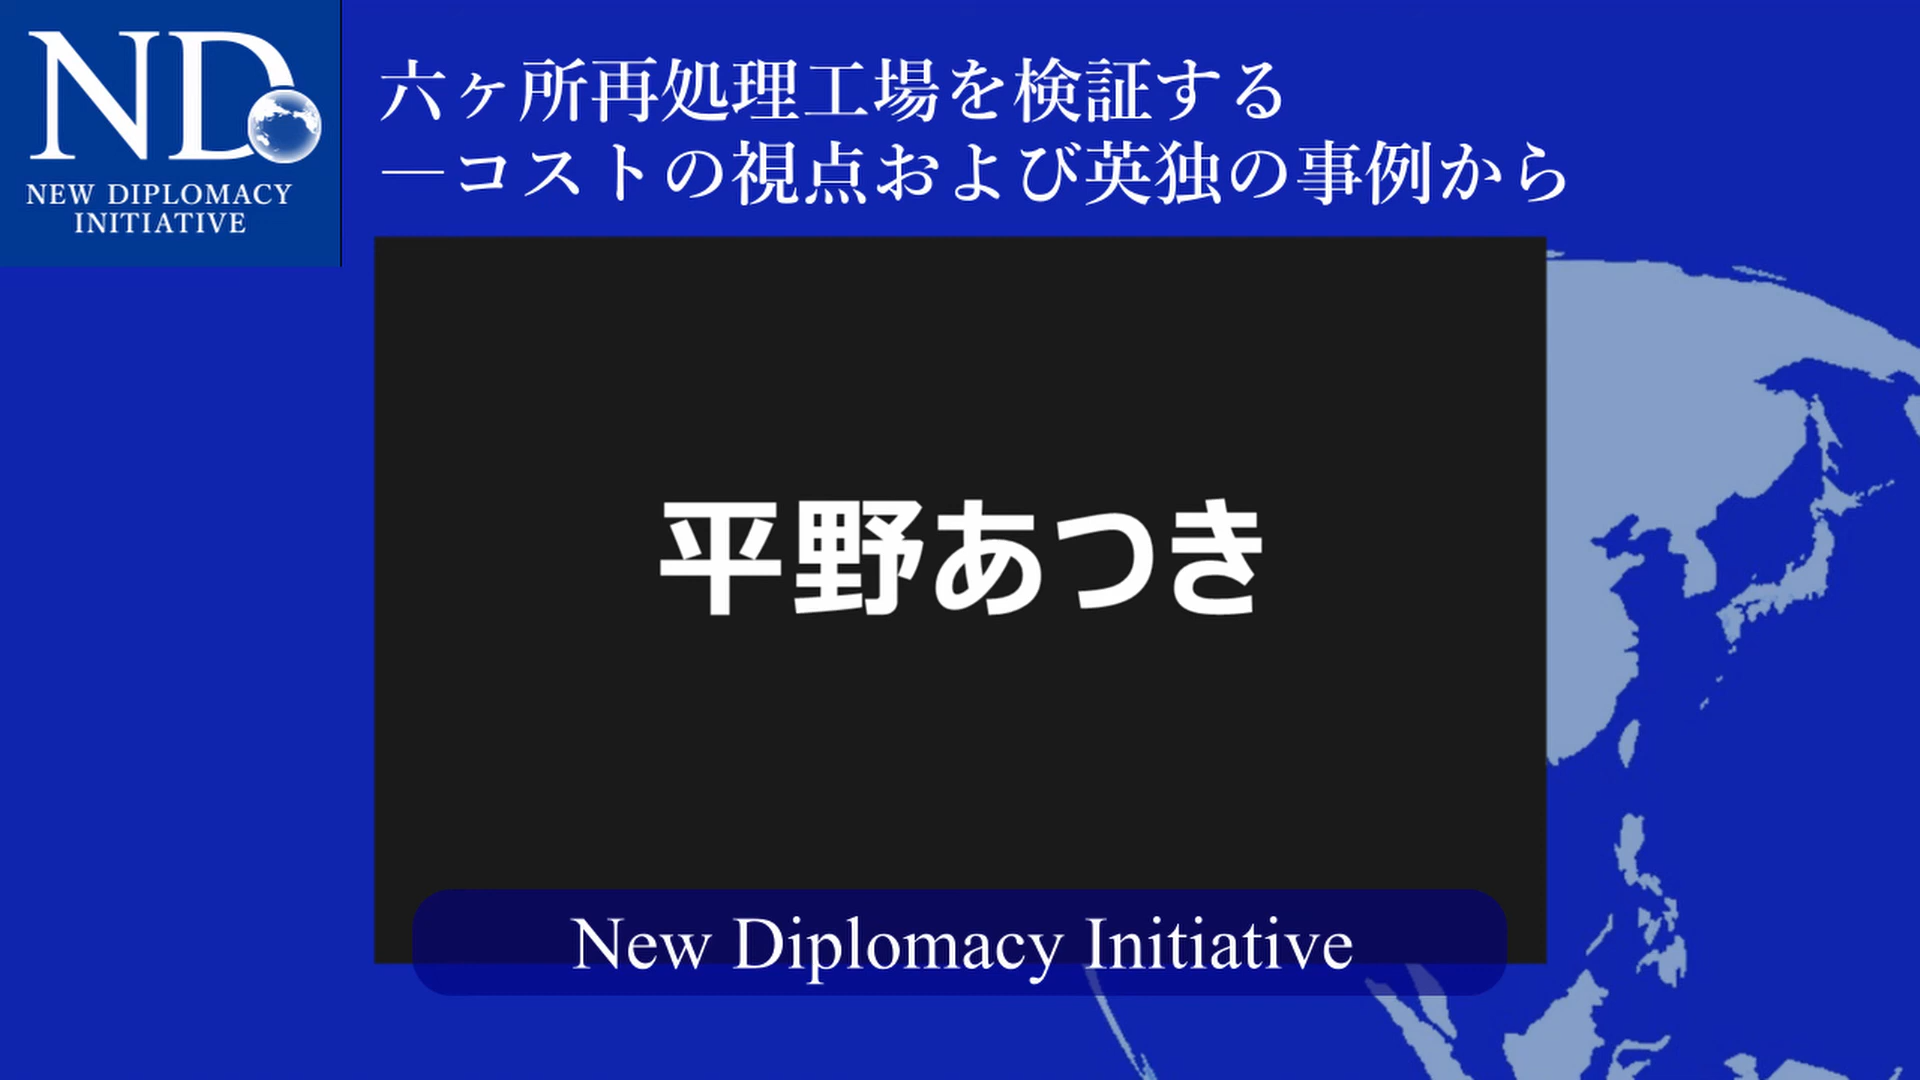 ND
NEW DIPLOMACY
INITIATIVE
六ヶ所再処理工場を検証する
―コストの視点および英独の事例から
平野あつき
New Diplomacy Initiative